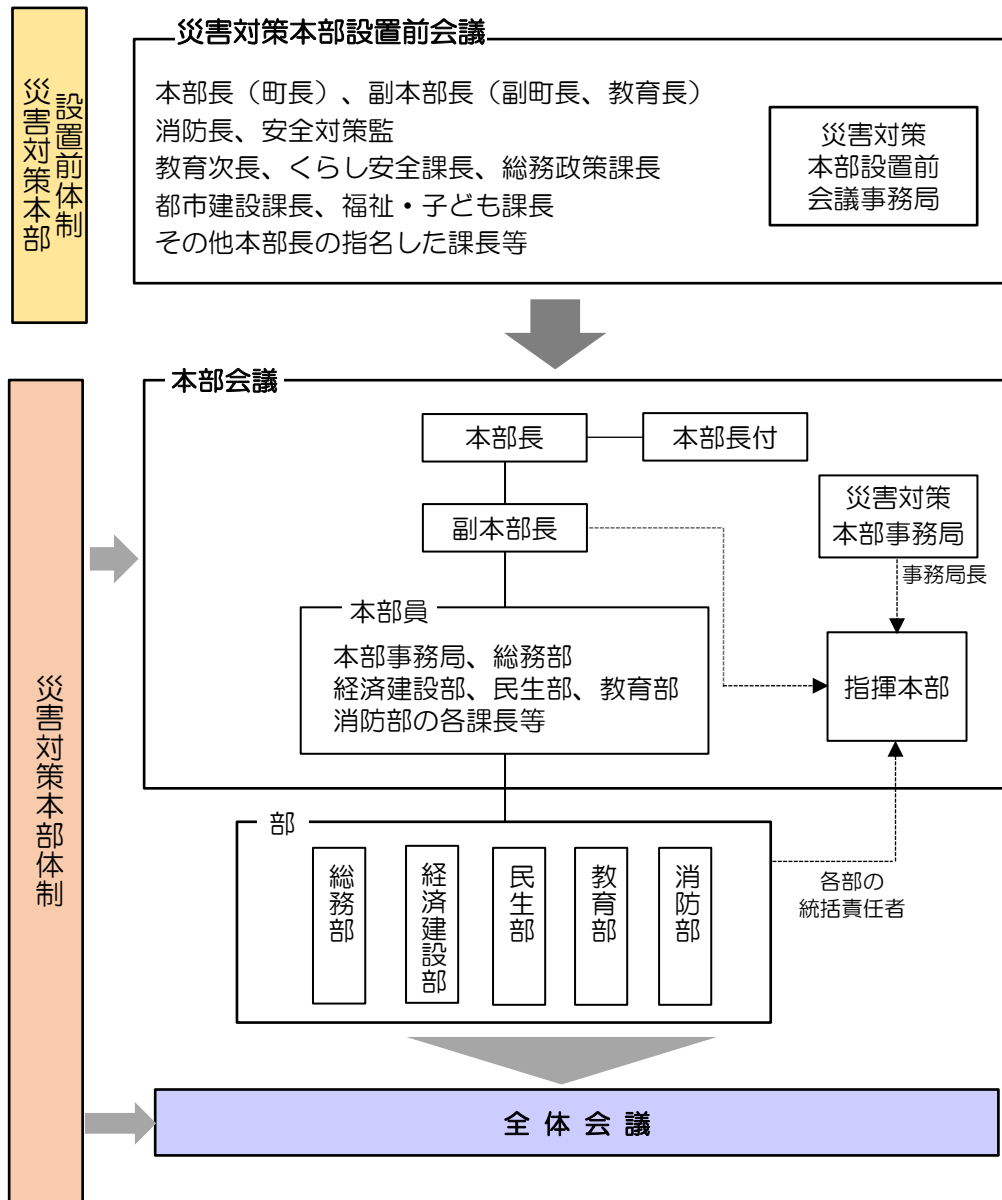 災害対策本部
設置前体制
災害対策本部設置前会議
本部長（町長）、副本部長（副町長、教育長）
消防長、安全対策監
教育次長、くらし安全課長、総務政策課長
都市建設課長、福祉・子ども課長
その他本部長の指名した課長等
災害対策
本部設置前
会議事務局
災害対策本部体制
本部会議
本部長
本部長付
副本部長
災害対策
本部事務局
事務局長
本部員
本部事務局、総務部
経済建設部、民生部、教育部
消防部の各課長等
指揮本部
部
総務部
経済建設部
民生部
教育部
消防部
各部の
統括責任者
全体会議